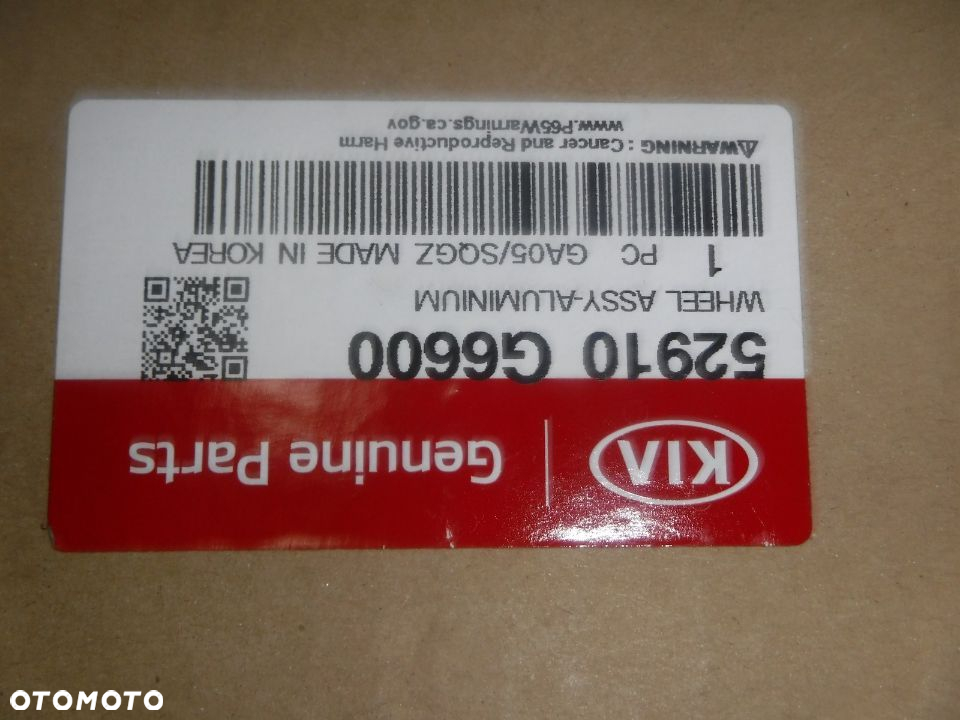 KIA
Genuine Parts
52910 G6600
WHEEL ASSY-ALUMINIUM
1 PC GA05/SQGZ MADE IN KOREA
⚠WARNING : Cancer and Reproductive Harm
www.P65Warnings.ca.gov
OTOMOTO